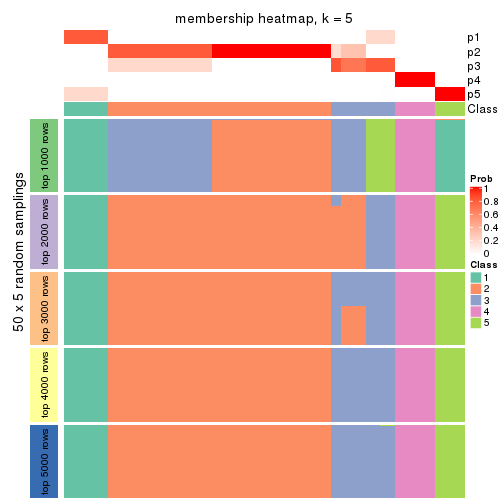 membership heatmap, k = 5
p1
p2
p3
p4
p5
Class
50 x 5 random samplings
top 1000 rows
top 2000 rows
top 3000 rows
top 4000 rows
top 5000 rows
Prob
1
0.8
0.6
0.4
0.2
0
Class
1
2
3
4
5